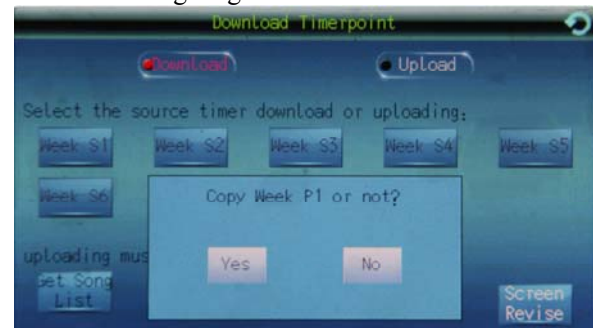 Download Timerpoint
Download
Upload
Select the source timer download or uploading:
Week S1
Week S2
Week S3
Week S4
Week S5
Week S6
Copy Week P1 or not?
Yes
No
uploading mus
Get Song
List
Screen
Revise